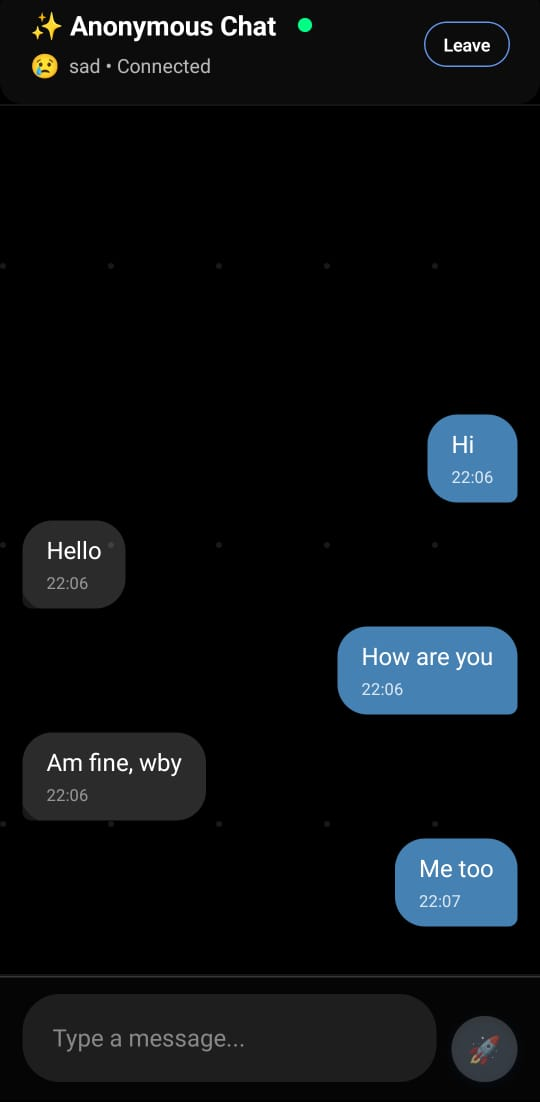 ✨ Anonymous Chat
😢 sad • Connected
Leave
Hi
22:06
Hello
22:06
How are you
22:06
Am fine, wby
22:06
Me too
22:07
Type a message...